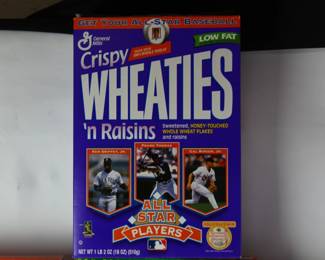 GET YOUR ALL-STAR BASEBALL!
General
Mills
LOW FAT
Crispy
WHEATIES
'n Raisins
Sweetened, HONEY-TOUCHED
WHOLE WHEAT FLAKES
and raisins
KEN GRIFFEY, JR.
FRANK THOMAS
CAL RIPKEN, JR.
ALL
STAR
PLAYERS
NET WT 1 LB 2 OZ (18 OZ) (510g)